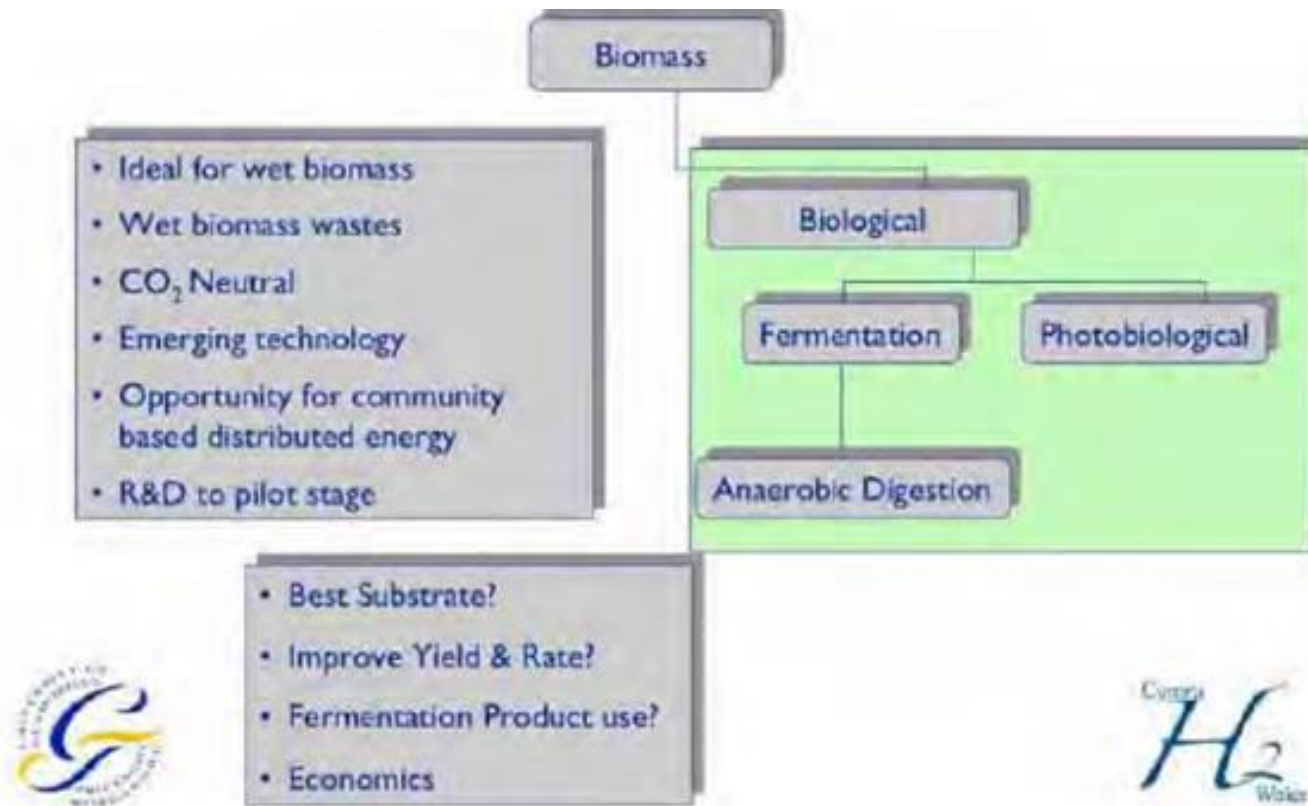 Biomass
• Ideal for wet biomass
• Wet biomass wastes
• CO₂ Neutral
• Emerging technology
• Opportunity for community
based distributed energy
• R&D to pilot stage
Biological
Fermentation
Photobiological
Anaerobic Digestion
• Best Substrate?
• Improve Yield & Rate?
• Fermentation Product use?
• Economics
H2
Wales